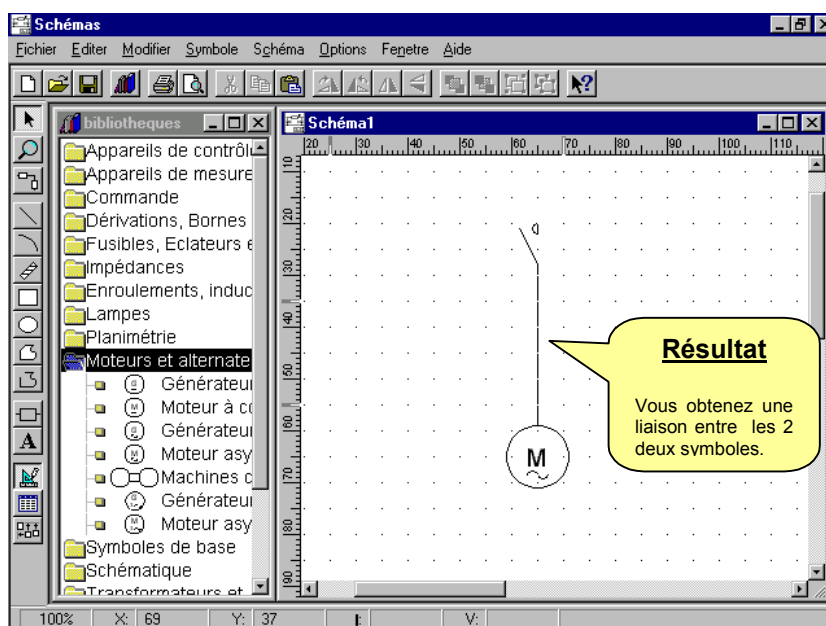 Schémas
Fichier Editer Modifier Symbole Schéma Options Fenetre Aide
bibliotheques
Appareils de contrôle
Appareils de mesure
Commande
Dérivations, Bornes
Fusibles, Eclateurs e
Impédances
Enroulements, induc
Lampes
Planimétrie
Moteurs et alternate
Générateur
Moteur à co
Générateur
Moteur asy
Machines c
Générateur
Moteur asy
Symboles de base
Schématique
Transformateurs et
Schéma1
20 30 40 50 60 70 80 90 100 110
10
20
30
40
50
60
70
80
90
M
Résultat
Vous obtenez une
liaison entre les 2
deux symboles.
A
100% X: 69 Y: 37 I: V: